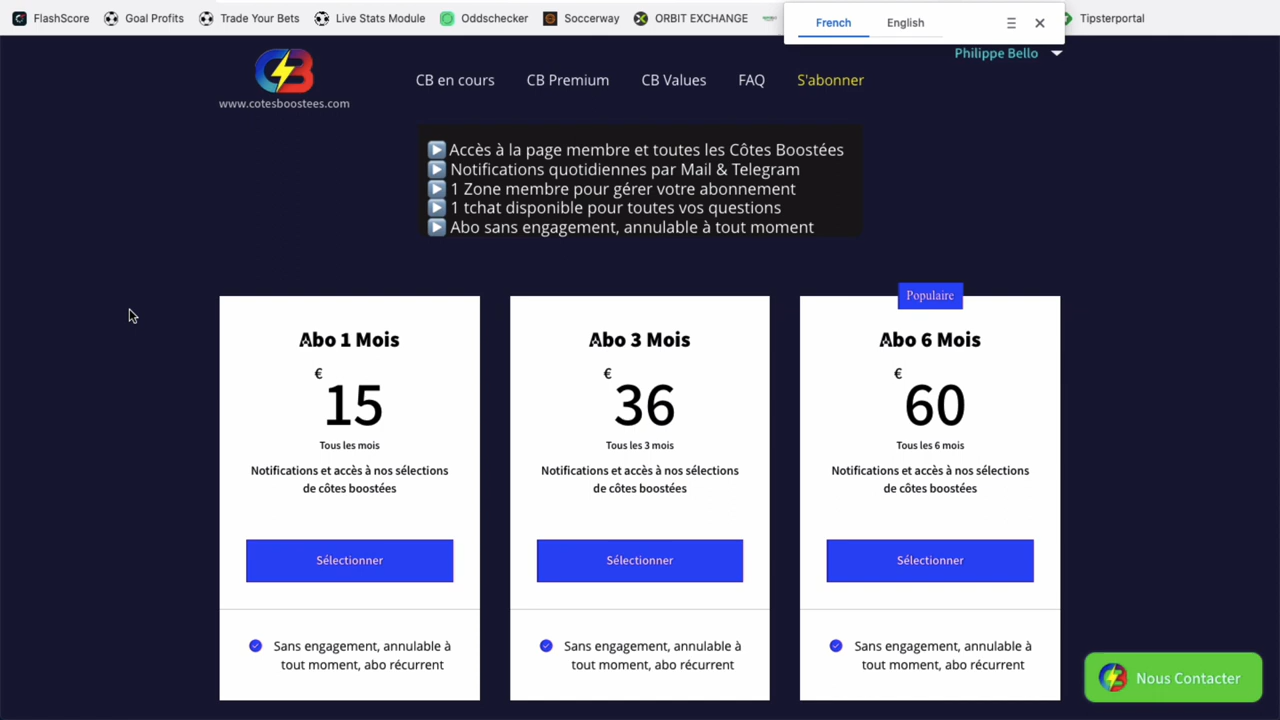 FlashScore
Goal Profits
Trade Your Bets
Live Stats Module
Oddschecker
Soccerway
ORBIT EXCHANGE
French
English
Tipsterportal
Philippe Bello
www.cotesboostees.com
CB en cours
CB Premium
CB Values
FAQ
S'abonner
Accès à la page membre et toutes les Côtes Boostées
Notifications quotidiennes par Mail & Telegram
1 Zone membre pour gérer votre abonnement
1 tchat disponible pour toutes vos questions
Abo sans engagement, annulable à tout moment
Abo 1 Mois
€
15
Tous les mois
Notifications et accès à nos sélections
de côtes boostées
Sélectionner
Sans engagement, annulable à
tout moment, abo récurrent
Abo 3 Mois
€
36
Tous les 3 mois
Notifications et accès à nos sélections
de côtes boostées
Sélectionner
Sans engagement, annulable à
tout moment, abo récurrent
Populaire
Abo 6 Mois
€
60
Tous les 6 mois
Notifications et accès à nos sélections
de côtes boostées
Sélectionner
Sans engagement, annulable à
tout moment, abo récurrent
Nous Contacter